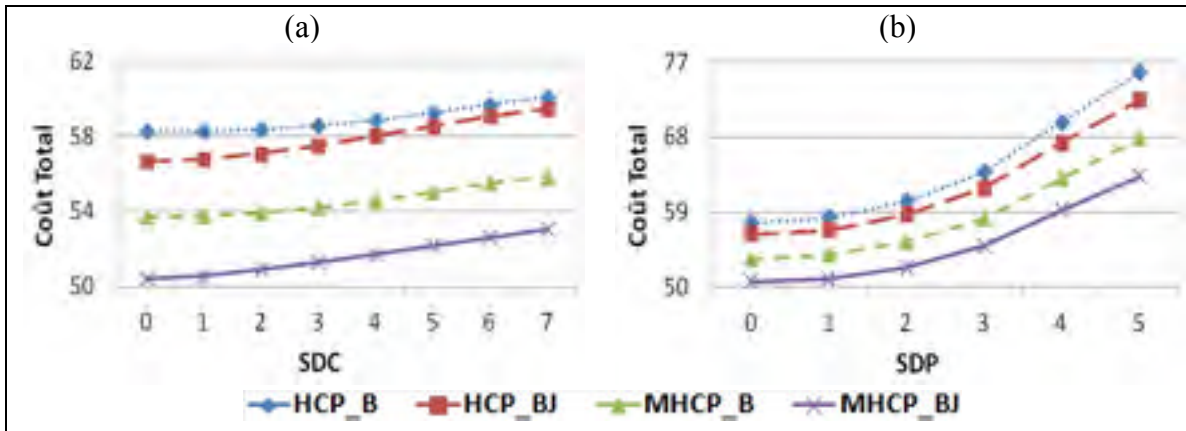 (a)
(b)
Coût Total
62
58
54
50
0 1 2 3 4 5 6 7
SDC
Coût Total
77
68
59
50
0 1 2 3 4 5
SDP
HCP_B HCP_BJ MHCP_B MHCP_BJ